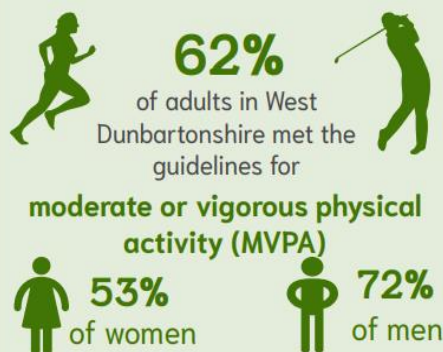 62%
of adults in West
Dunbartonshire met the
guidelines for
moderate or vigorous physical
activity (MVPA)
53%
of women
72%
of men